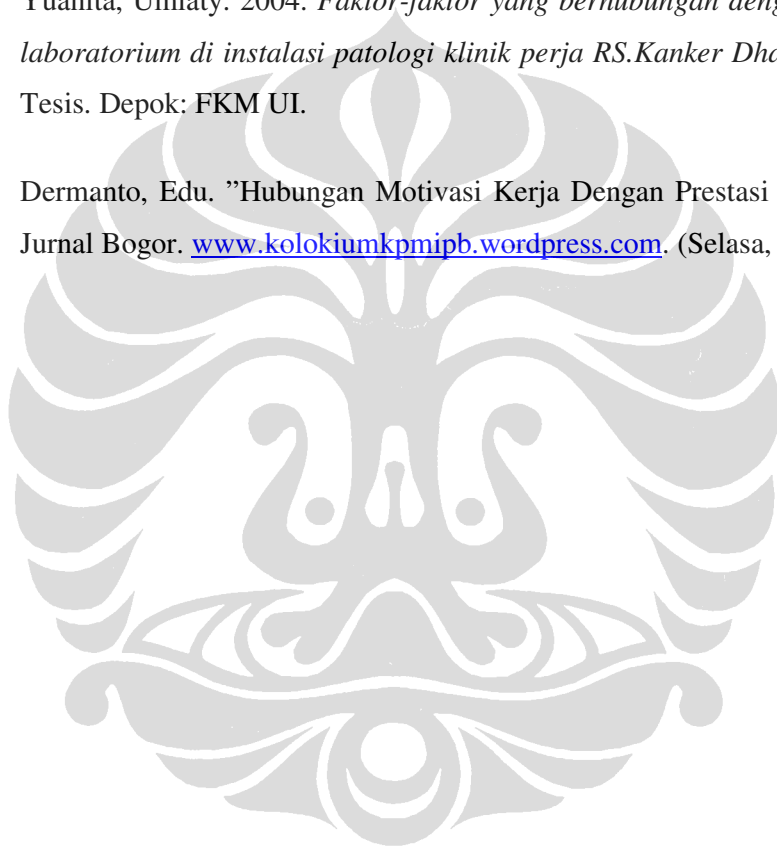 Yuanita, Umiaty. 2004. Faktor-faktor yang berhubungan deng
laboratorium di instalasi patologi klinik perja RS.Kanker Dha
Tesis. Depok: FKM UI.
Dermanto, Edu. ”Hubungan Motivasi Kerja Dengan Prestasi
Jurnal Bogor. www.kolokiumkpmipb.wordpress.com. (Selasa,